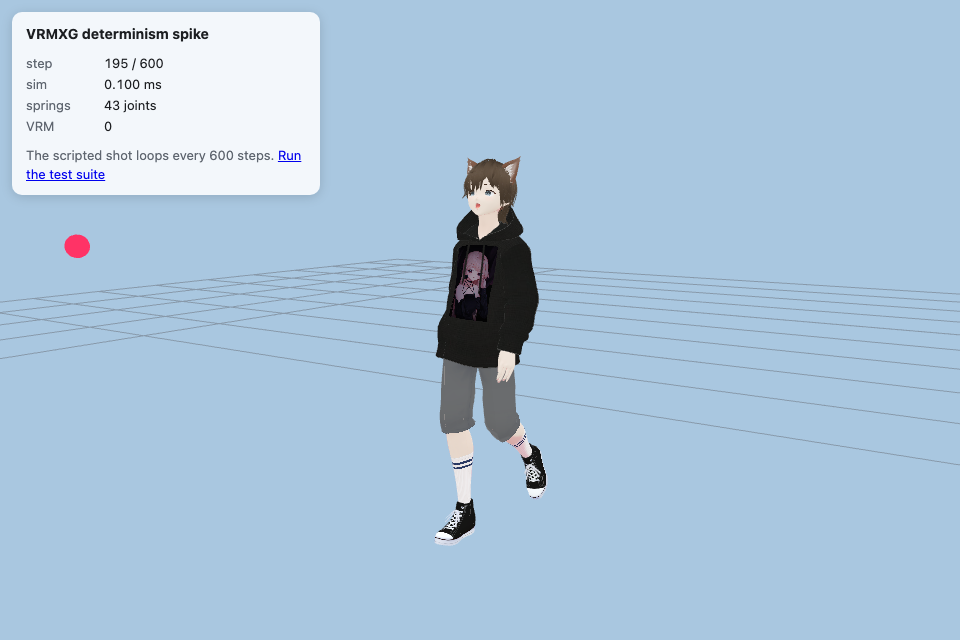 VRMXG determinism spike
step 195 / 600
sim 0.100 ms
springs 43 joints
VRM 0
The scripted shot loops every 600 steps. Run
the test suite